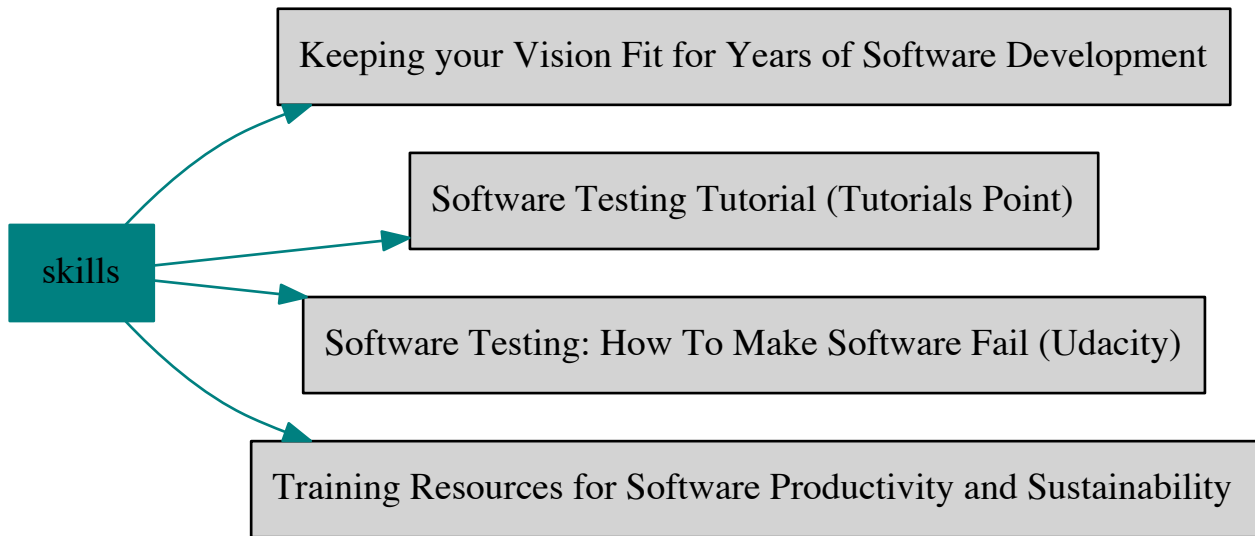 Keeping your Vision Fit for Years of Software Development
Software Testing Tutorial (Tutorials Point)
skills
Software Testing: How To Make Software Fail (Udacity)
Training Resources for Software Productivity and Sustainability